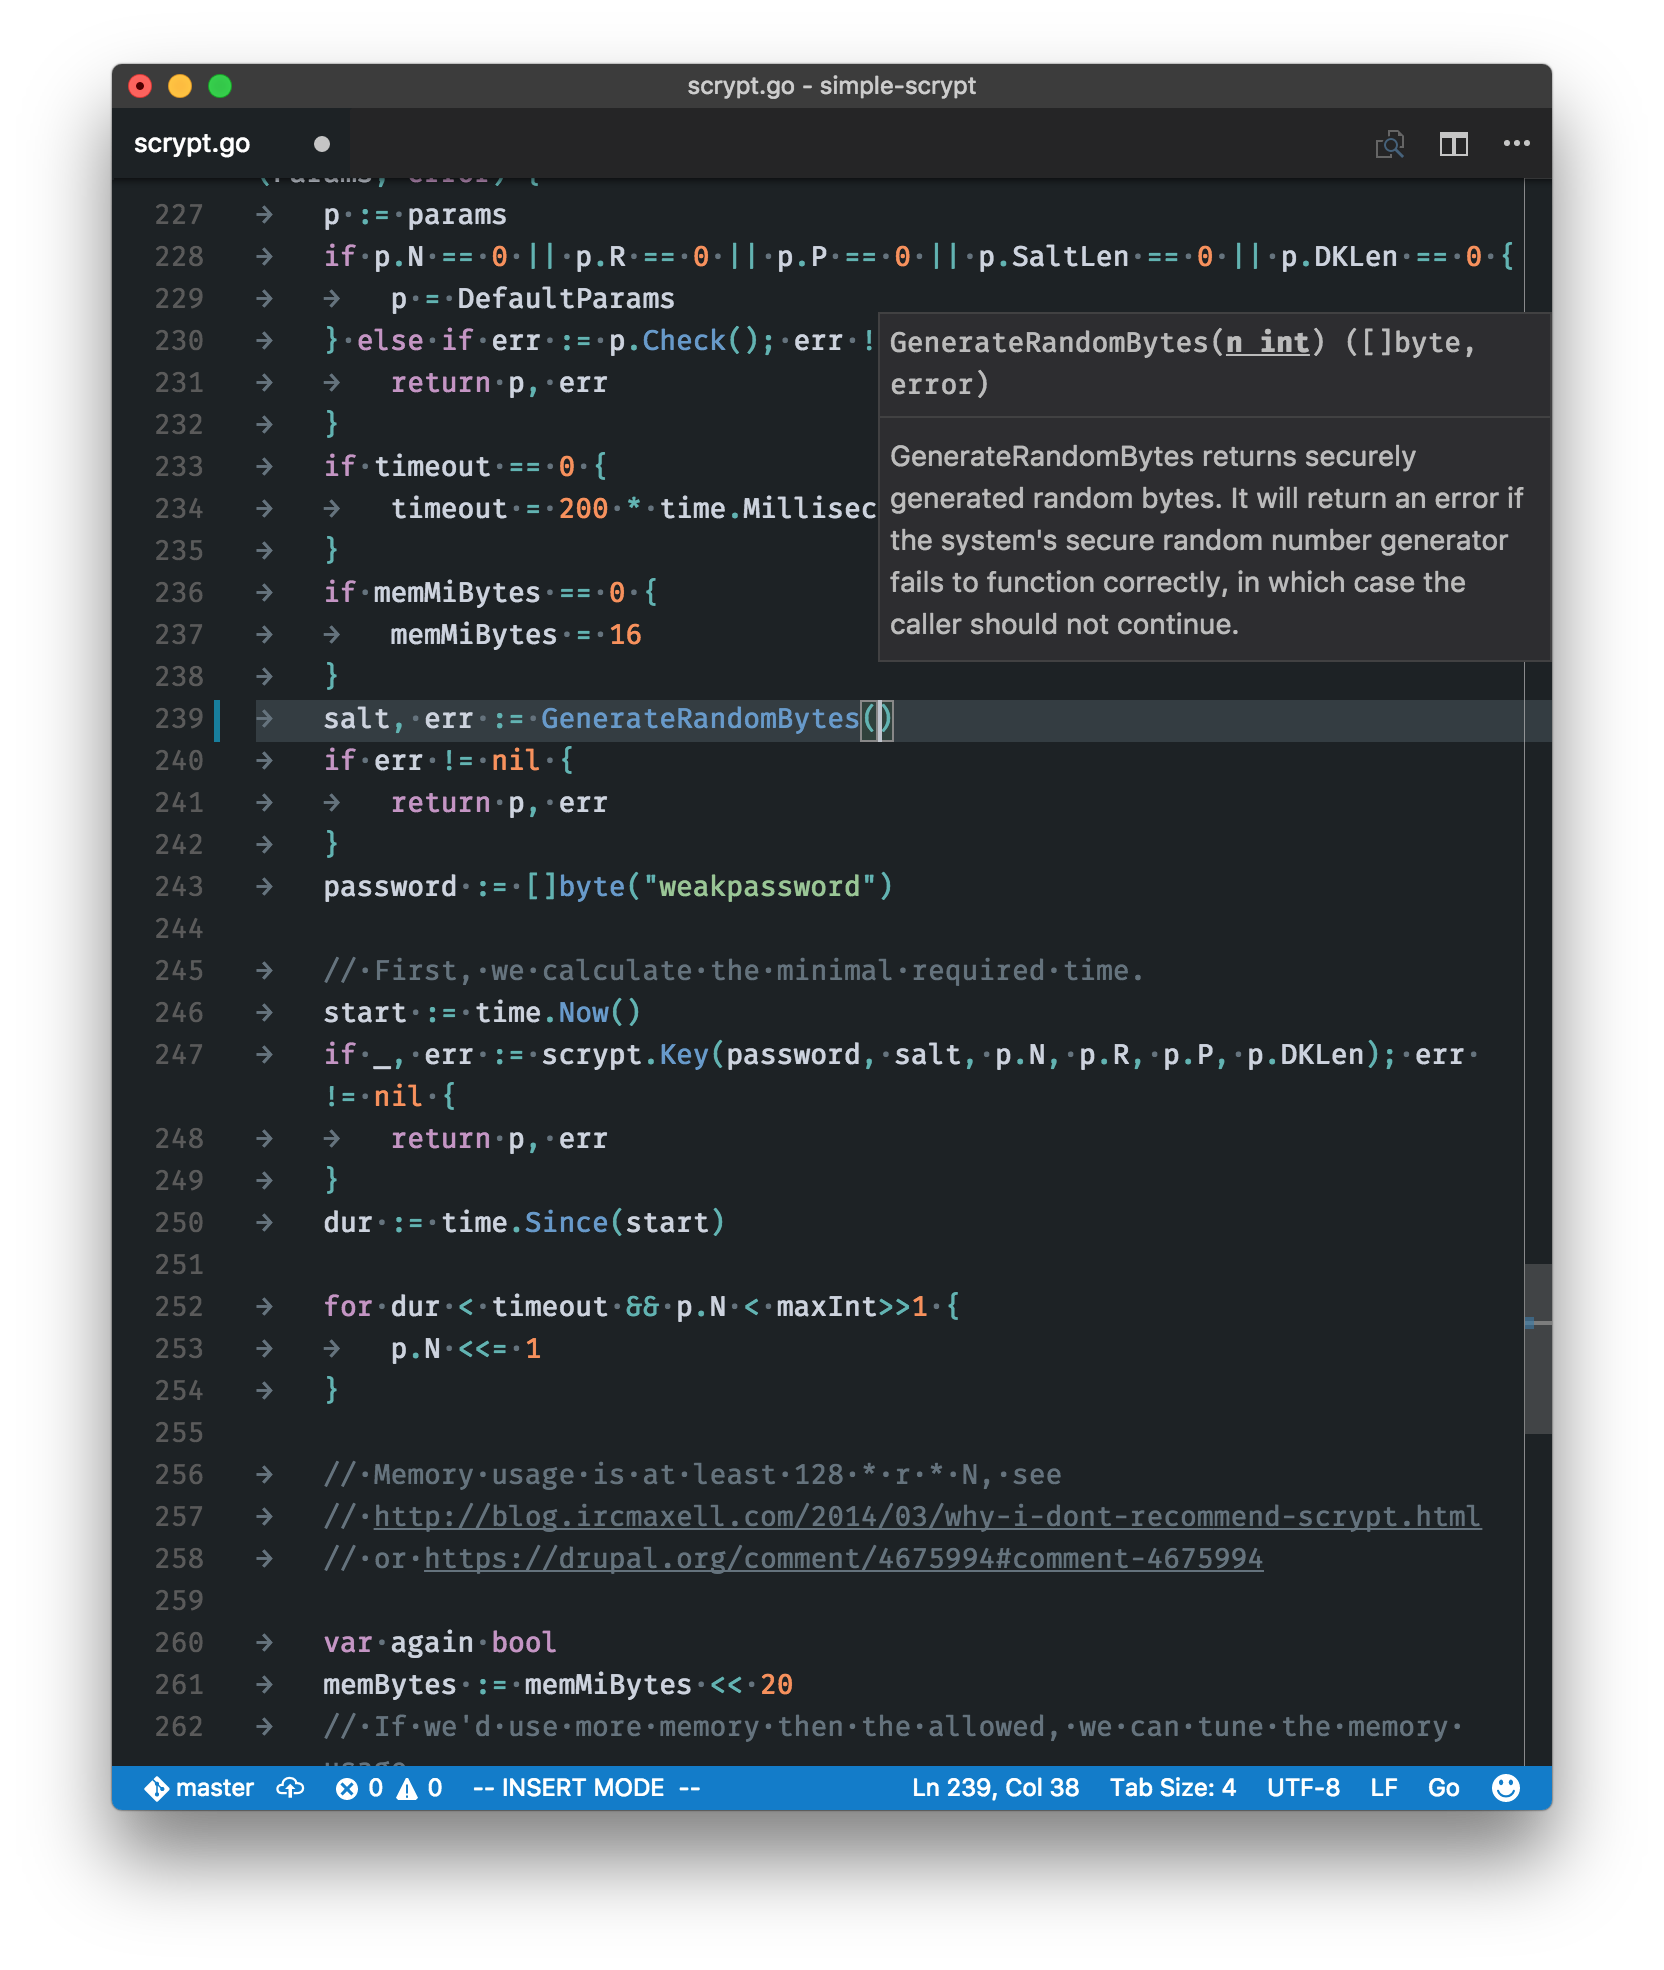 scrypt.go - simple-scrypt
scrypt.go
(Params, error) {
227 p := params
228 if p.N == 0 || p.R == 0 || p.P == 0 || p.SaltLen == 0 || p.DKLen == 0 {
229 p = DefaultParams
230 } else if err := p.Check(); err !
231 return p, err
232 }
233 if timeout == 0 {
234 timeout = 200 * time.Millisec
235 }
236 if memMiBytes == 0 {
237 memMiBytes = 16
238 }
GenerateRandomBytes(n int) ([]byte,
error)
GenerateRandomBytes returns securely
generated random bytes. It will return an error if
the system's secure random number generator
fails to function correctly, in which case the
caller should not continue.
239 salt, err := GenerateRandomBytes()
240 if err != nil {
241 return p, err
242 }
243 password := []byte("weakpassword")
244
245 // First, we calculate the minimal required time.
246 start := time.Now()
247 if _, err := scrypt.Key(password, salt, p.N, p.R, p.P, p.DKLen); err
!= nil {
248 return p, err
249 }
250 dur := time.Since(start)
251
252 for dur < timeout && p.N < maxInt>>1 {
253 p.N <<= 1
254 }
255
256 // Memory usage is at least 128 * r * N, see
257 // http://blog.ircmaxell.com/2014/03/why-i-dont-recommend-scrypt.html
258 // or https://drupal.org/comment/4675994#comment-4675994
259
260 var again bool
261 memBytes := memMiBytes << 20
262 // If we'd use more memory then the allowed, we can tune the memory
usage
master 0 0 -- INSERT MODE -- Ln 239, Col 38 Tab Size: 4 UTF-8 LF Go